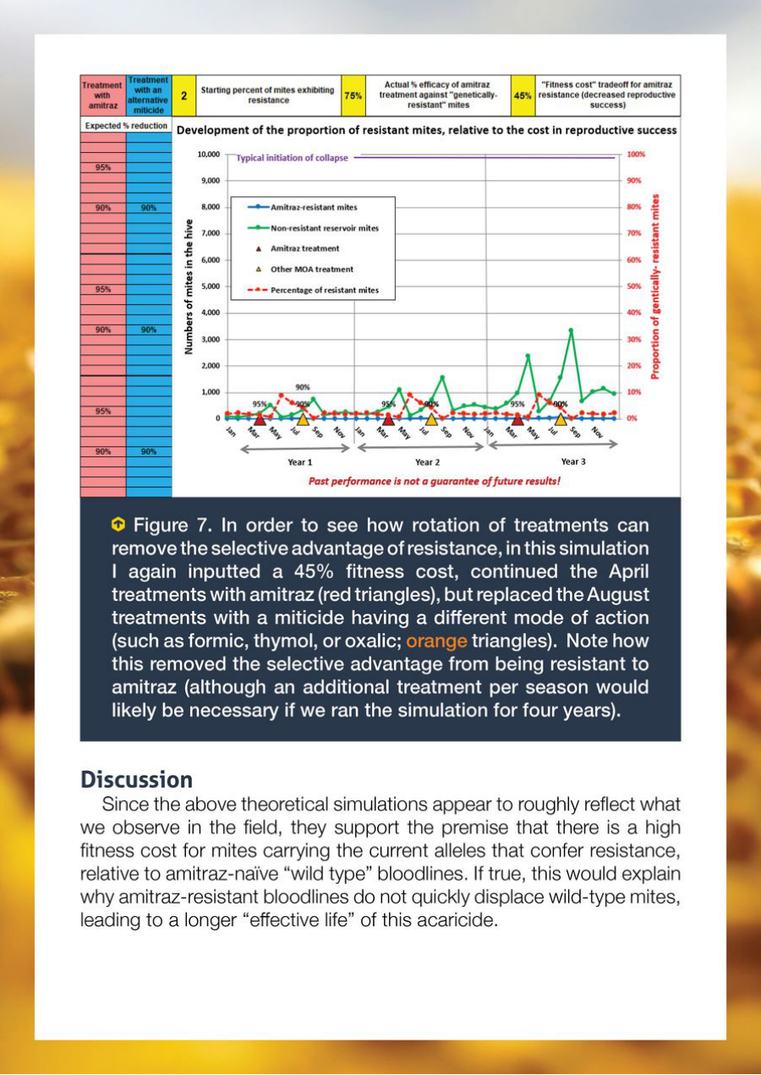 Treatment with amitraz
Treatment with an alternative miticide
2
Starting percent of mites exhibiting resistance
75%
Actual % efficacy of amitraz treatment against "genetically-resistant" mites
45%
"Fitness cost" tradeoff for amitraz resistance (decreased reproductive success)
Expected % reduction
95%
90% 90%
95%
90% 90%
95%
90% 90%
Development of the proportion of resistant mites, relative to the cost in reproductive success
Typical initiation of collapse
Numbers of mites in the hive
10,000
9,000
8,000
7,000
6,000
5,000
4,000
3,000
2,000
1,000
0
Amitraz-resistant mites
Non-resistant reservoir mites
Amitraz treatment
Other MOA treatment
Percentage of resistant mites
100%
90%
80%
70%
60%
50%
40%
30%
20%
10%
0%
Proportion of gentically- resistant mites
90%
95% 90% 95% 90% 95% 90%
Jan Mar May Jul Sep Nov Jan Mar May Jul Sep Nov Jan Mar May Jul Sep Nov
Year 1 Year 2 Year 3
Past performance is not a guarantee of future results!
Figure 7. In order to see how rotation of treatments can
remove the selective advantage of resistance, in this simulation
I again inputted a 45% fitness cost, continued the April
treatments with amitraz (red triangles), but replaced the August
treatments with a miticide having a different mode of action
(such as formic, thymol, or oxalic; orange triangles). Note how
this removed the selective advantage from being resistant to
amitraz (although an additional treatment per season would
likely be necessary if we ran the simulation for four years).
Discussion
Since the above theoretical simulations appear to roughly reflect what
we observe in the field, they support the premise that there is a high
fitness cost for mites carrying the current alleles that confer resistance,
relative to amitraz-naïve “wild type” bloodlines. If true, this would explain
why amitraz-resistant bloodlines do not quickly displace wild-type mites,
leading to a longer “effective life” of this acaricide.